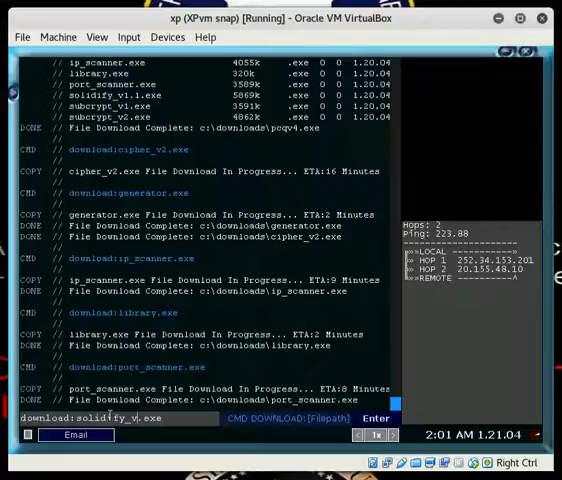 xp (XPvm snap) [Running] - Oracle VM VirtualBox
File Machine View Input Devices Help
// ip_scanner.exe 4055k .exe 0 0 1.20.04
// library.exe 320k .exe 0 0 1.20.04
// port_scanner.exe 3589k .exe 0 0 1.20.04
// solidify_v1.1.exe 5869k .exe 0 0 1.20.04
// subcrypt_v1.exe 3591k .exe 0 0 1.20.04
// subcrypt_v2.exe 4862k .exe 0 0 1.20.04
DONE // File Download Complete: c:\downloads\pcqv4.exe
//
CMD // download:cipher_v2.exe
//
COPY // cipher_v2.exe File Download In Progress... ETA:16 Minutes
//
CMD // download:generator.exe
//
COPY // generator.exe File Download In Progress... ETA:2 Minutes
DONE // File Download Complete: c:\downloads\generator.exe
DONE // File Download Complete: c:\downloads\cipher_v2.exe
//
CMD // download:ip_scanner.exe
//
COPY // ip_scanner.exe File Download In Progress... ETA:9 Minutes
DONE // File Download Complete: c:\downloads\ip_scanner.exe
//
CMD // download:library.exe
//
COPY // library.exe File Download In Progress... ETA:2 Minutes
DONE // File Download Complete: c:\downloads\library.exe
//
CMD // download:port_scanner.exe
//
COPY // port_scanner.exe File Download In Progress... ETA:8 Minutes
DONE // File Download Complete: c:\downloads\port_scanner.exe
Hops: 2
Ping: 223.88
»»LOCAL
HOP 1 252.34.153.201
HOP 2 20.155.48.10
»REMOTE
download:solidify_v.exe CMD DOWNLOAD:[Filepath] Enter
Email < 1x > 2:01 AM 1.21.04
Right Ctrl